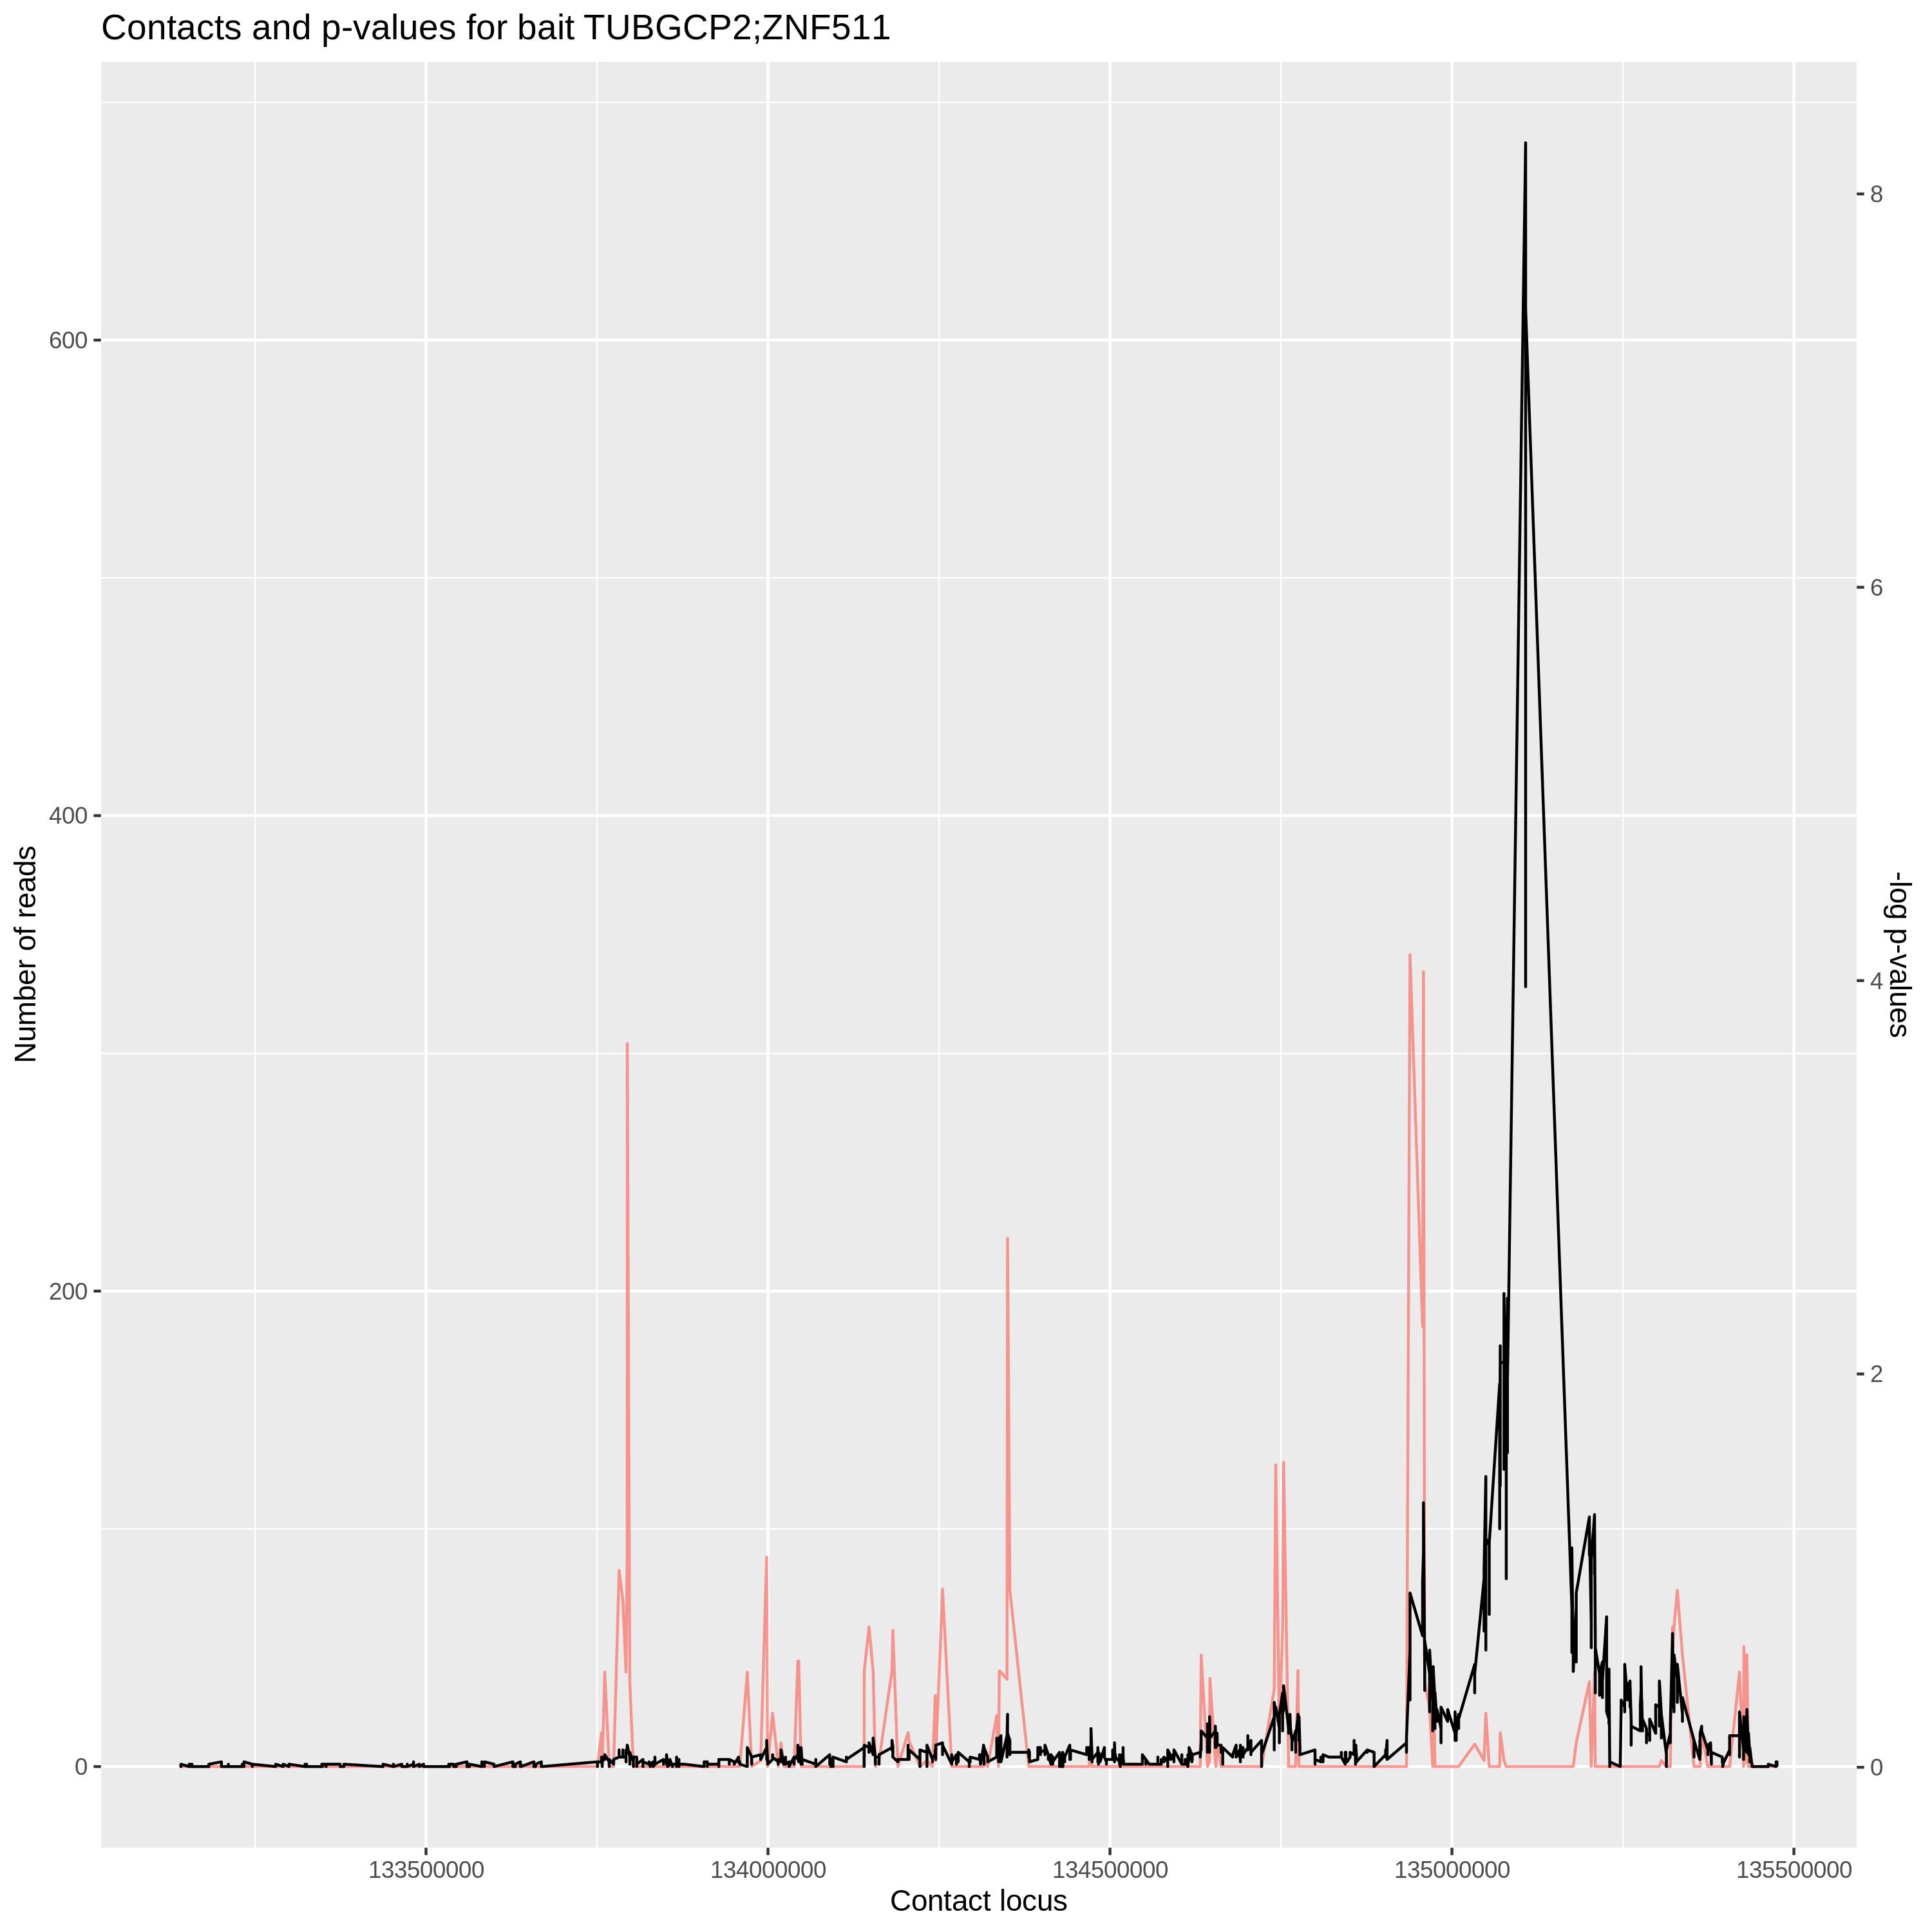 Contacts and p-values for bait TUBGCP2;ZNF511
600
400
200
0
Number of reads
8
6
4
2
0
-log p-values
133500000 134000000 134500000 135000000 135500000
Contact locus